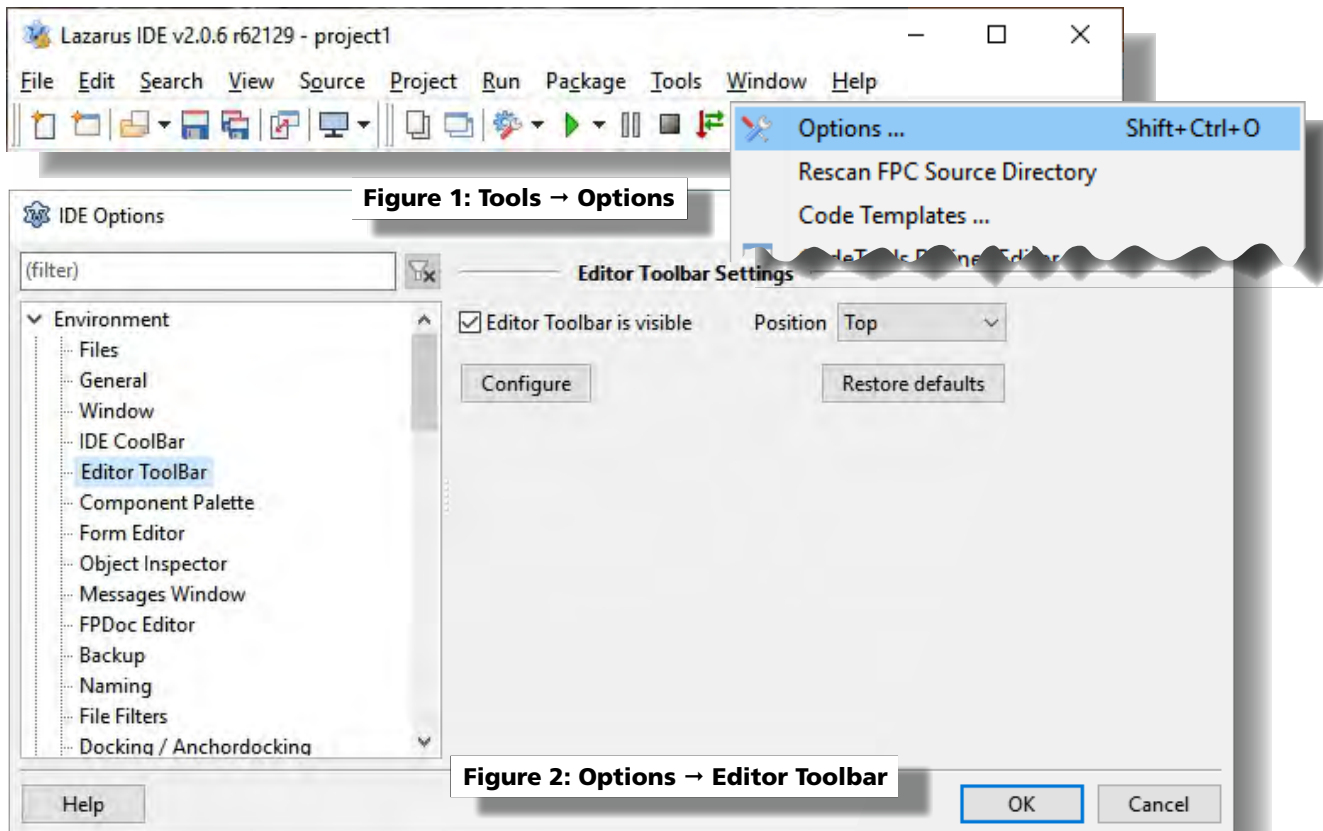 Lazarus IDE v2.0.6 r62129 - project1
File Edit Search View Source Project Run Package Tools Window Help
Options ... Shift+Ctrl+O
Rescan FPC Source Directory
Code Templates ...
Figure 1: Tools → Options
IDE Options
(filter)
Editor Toolbar Settings
Environment
Files
General
Window
IDE CoolBar
Editor ToolBar
Component Palette
Form Editor
Object Inspector
Messages Window
FPDoc Editor
Backup
Naming
File Filters
Docking / Anchordocking
Editor Toolbar is visible Position Top
Configure Restore defaults
Figure 2: Options → Editor Toolbar
Help OK Cancel